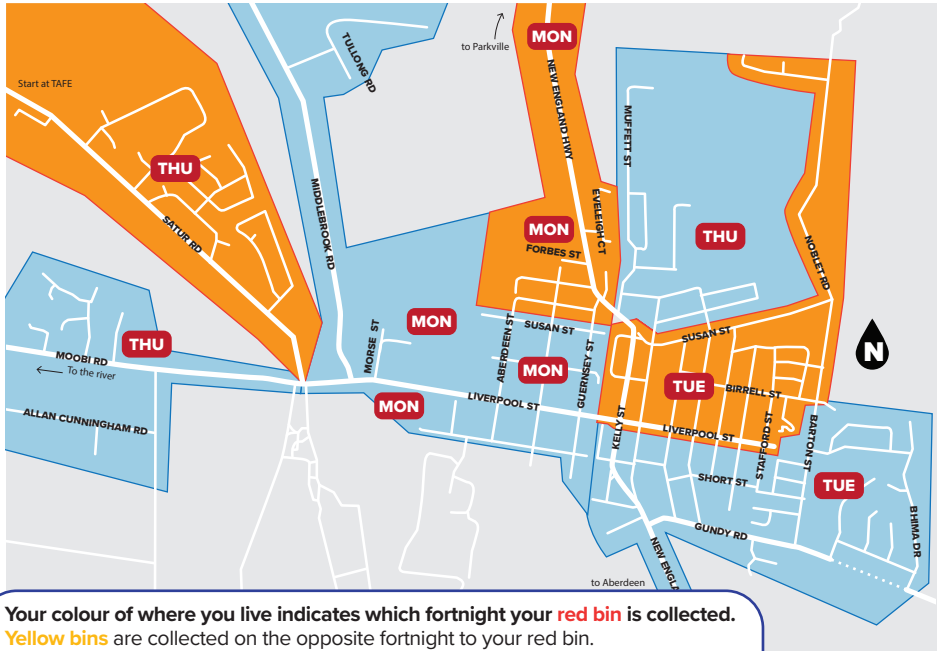 to Parkville
MON
Start at TAFE
TULLONG RD
NEW ENGLAND HWY
MUFFETT ST
THU
MIDDLEBROOK RD
EVELEIGH CT
SATUR RD
MON
FORBES ST
THU
NOBLET RD
MOOBI RD
THU
To the river
MORSE ST
MON
ABERDEEN ST
SUSAN ST
MON
GUERNSEY ST
SUSAN ST
N
ALLAN CUNNINGHAM RD
MON
LIVERPOOL ST
KELLY ST
TUE
BIRRELL ST
LIVERPOOL ST
STAFFORD ST
BARTON ST
SHORT ST
TUE
GUNDY RD
BHIMA DR
NEW ENGLA
to Aberdeen
Your colour of where you live indicates which fortnight your red bin is collected.
Yellow bins are collected on the opposite fortnight to your red bin.